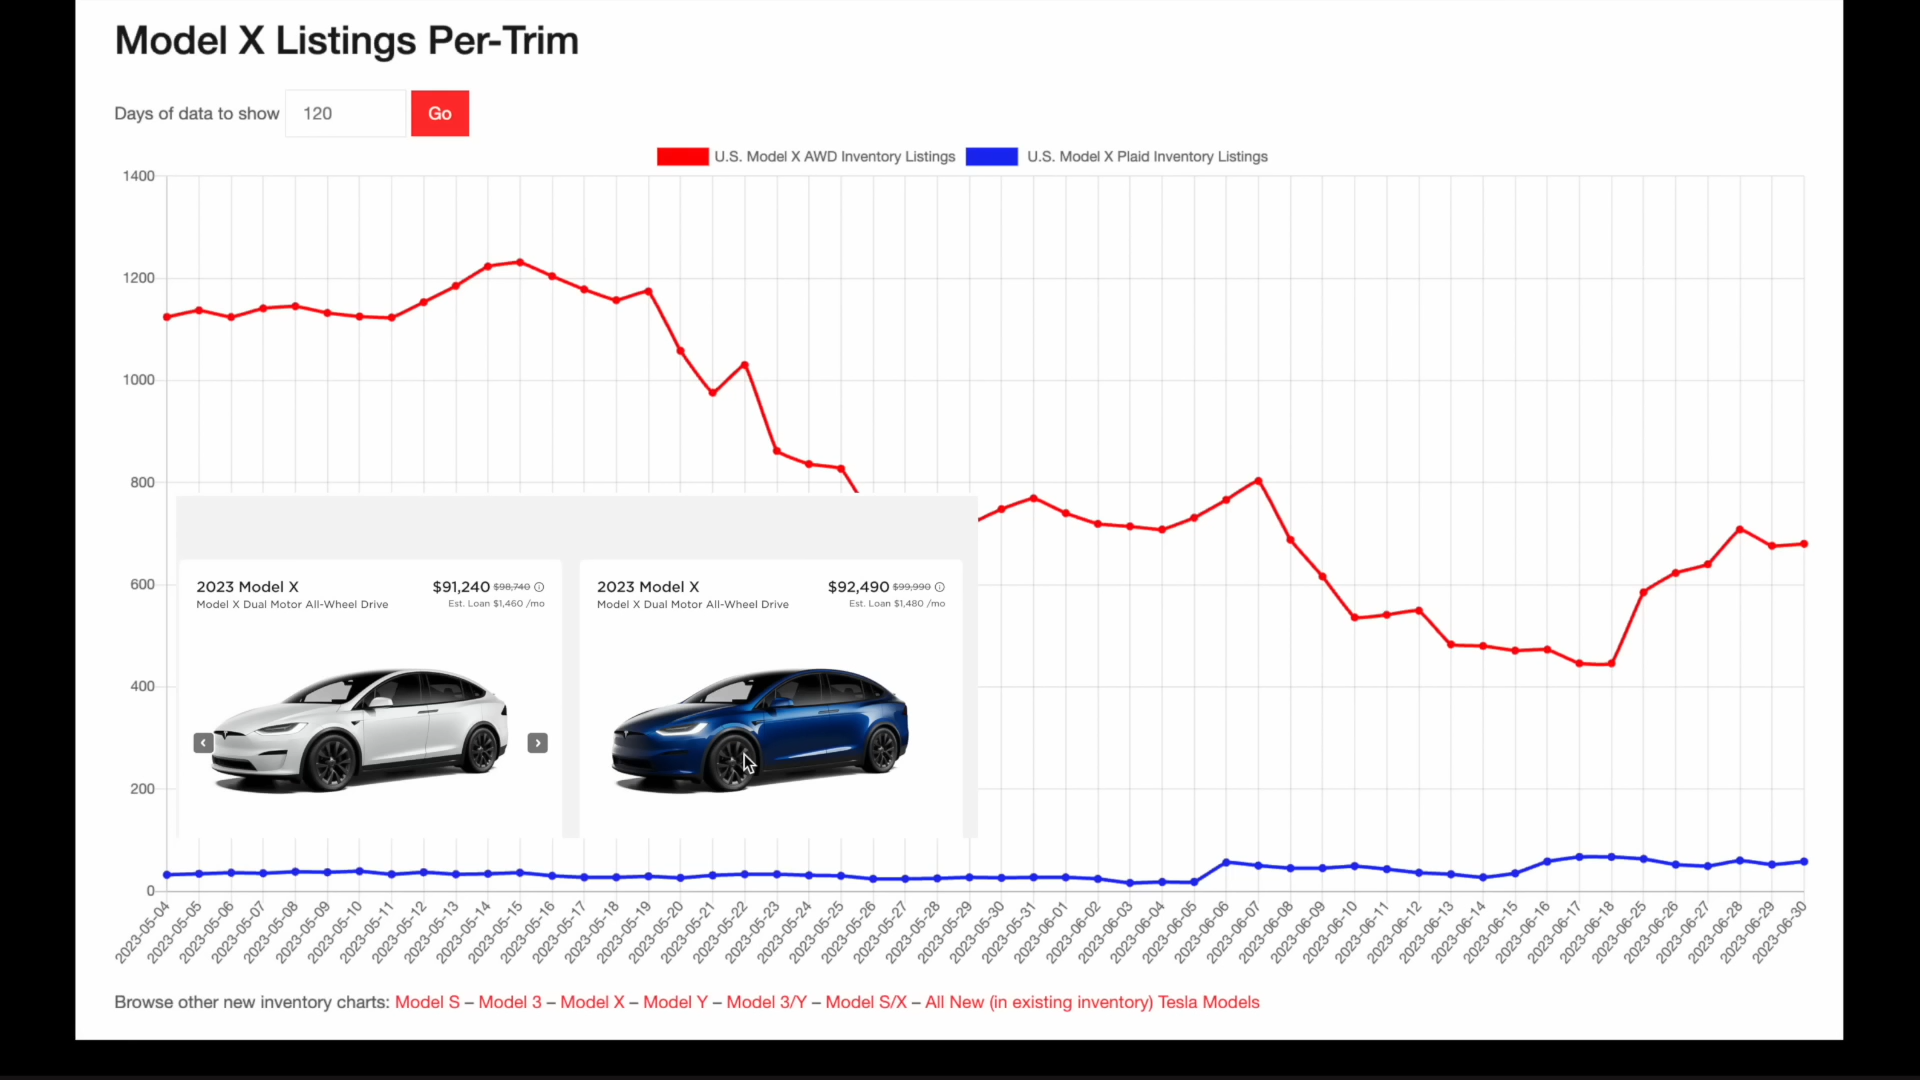 Model X Listings Per-Trim
Days of data to show 120 Go
U.S. Model X AWD Inventory Listings U.S. Model X Plaid Inventory Listings
1400
1200
1000
800
600
400
200
0
2023 Model X $91,240 $98,740
Model X Dual Motor All-Wheel Drive Est. Loan $1,460 /mo
2023 Model X $92,490 $99,990
Model X Dual Motor All-Wheel Drive Est. Loan $1,480 /mo
2023-05-04 2023-05-05 2023-05-06 2023-05-07 2023-05-08 2023-05-09 2023-05-10 2023-05-11 2023-05-12 2023-05-13 2023-05-14 2023-05-15 2023-05-16 2023-05-17 2023-05-18 2023-05-19 2023-05-20 2023-05-21 2023-05-22 2023-05-23 2023-05-24 2023-05-25 2023-05-26 2023-05-27 2023-05-28 2023-05-29 2023-05-30 2023-05-31 2023-06-01 2023-06-02 2023-06-03 2023-06-04 2023-06-05 2023-06-06 2023-06-07 2023-06-08 2023-06-09 2023-06-10 2023-06-11 2023-06-12 2023-06-13 2023-06-14 2023-06-15 2023-06-16 2023-06-17 2023-06-18 2023-06-25 2023-06-26 2023-06-27 2023-06-28 2023-06-29 2023-06-30
Browse other new inventory charts: Model S – Model 3 – Model X – Model Y – Model 3/Y – Model S/X – All New (in existing inventory) Tesla Models